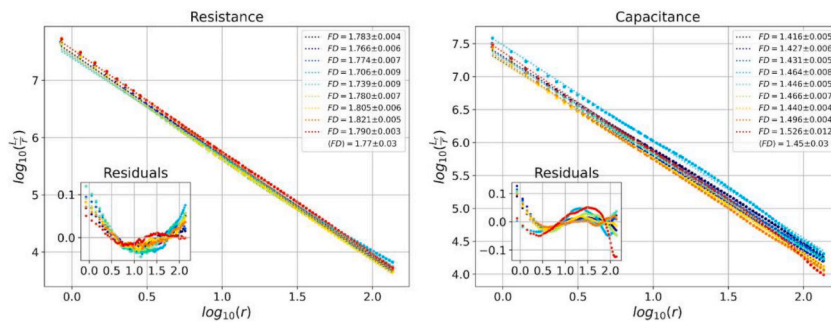 Resistance
log10(L_r/r)
7
6
5
4
FD = 1.783±0.004
FD = 1.766±0.006
FD = 1.774±0.007
FD = 1.706±0.009
FD = 1.739±0.009
FD = 1.780±0.007
FD = 1.805±0.006
FD = 1.821±0.005
FD = 1.790±0.003
⟨FD⟩ = 1.77±0.03
Residuals
0.1
0.0
0.0 0.5 1.0 1.5 2.0
0.0 0.5 1.0 1.5 2.0
log10(r)
Capacitance
7.5
7.0
6.5
6.0
5.5
5.0
4.5
4.0
FD = 1.416±0.005
FD = 1.427±0.006
FD = 1.431±0.005
FD = 1.464±0.008
FD = 1.446±0.005
FD = 1.466±0.007
FD = 1.440±0.004
FD = 1.496±0.004
FD = 1.526±0.012
⟨FD⟩ = 1.45±0.03
Residuals
0.1
0.0
−0.1
0.0 0.5 1.0 1.5 2.0
0.0 0.5 1.0 1.5 2.0
log10(r)